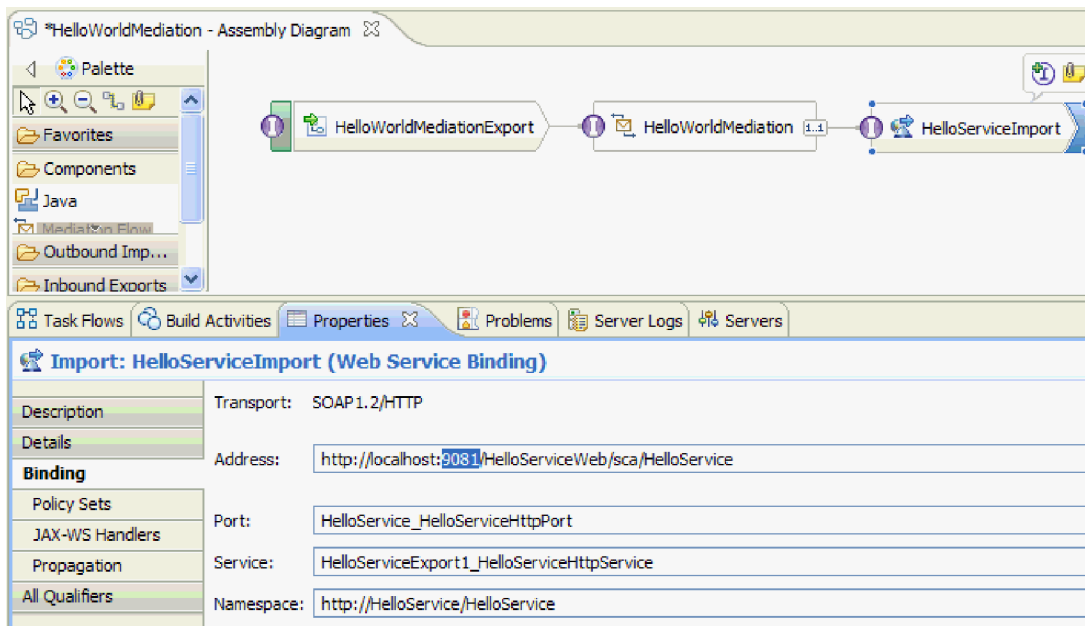 *HelloWorldMediation - Assembly Diagram
Palette
Favorites
Components
Java
Mediation Flow
Outbound Imp...
Inbound Exports
HelloWorldMediationExport
HelloWorldMediation
1..1
HelloServiceImport
Task Flows
Build Activities
Properties
Problems
Server Logs
Servers
Import: HelloServiceImport (Web Service Binding)
Description
Details
Binding
Policy Sets
JAX-WS Handlers
Propagation
All Qualifiers
Transport: SOAP1.2/HTTP
Address: http://localhost:9081/HelloServiceWeb/sca/HelloService
Port: HelloService_HelloServiceHttpPort
Service: HelloServiceExport1_HelloServiceHttpService
Namespace: http://HelloService/HelloService